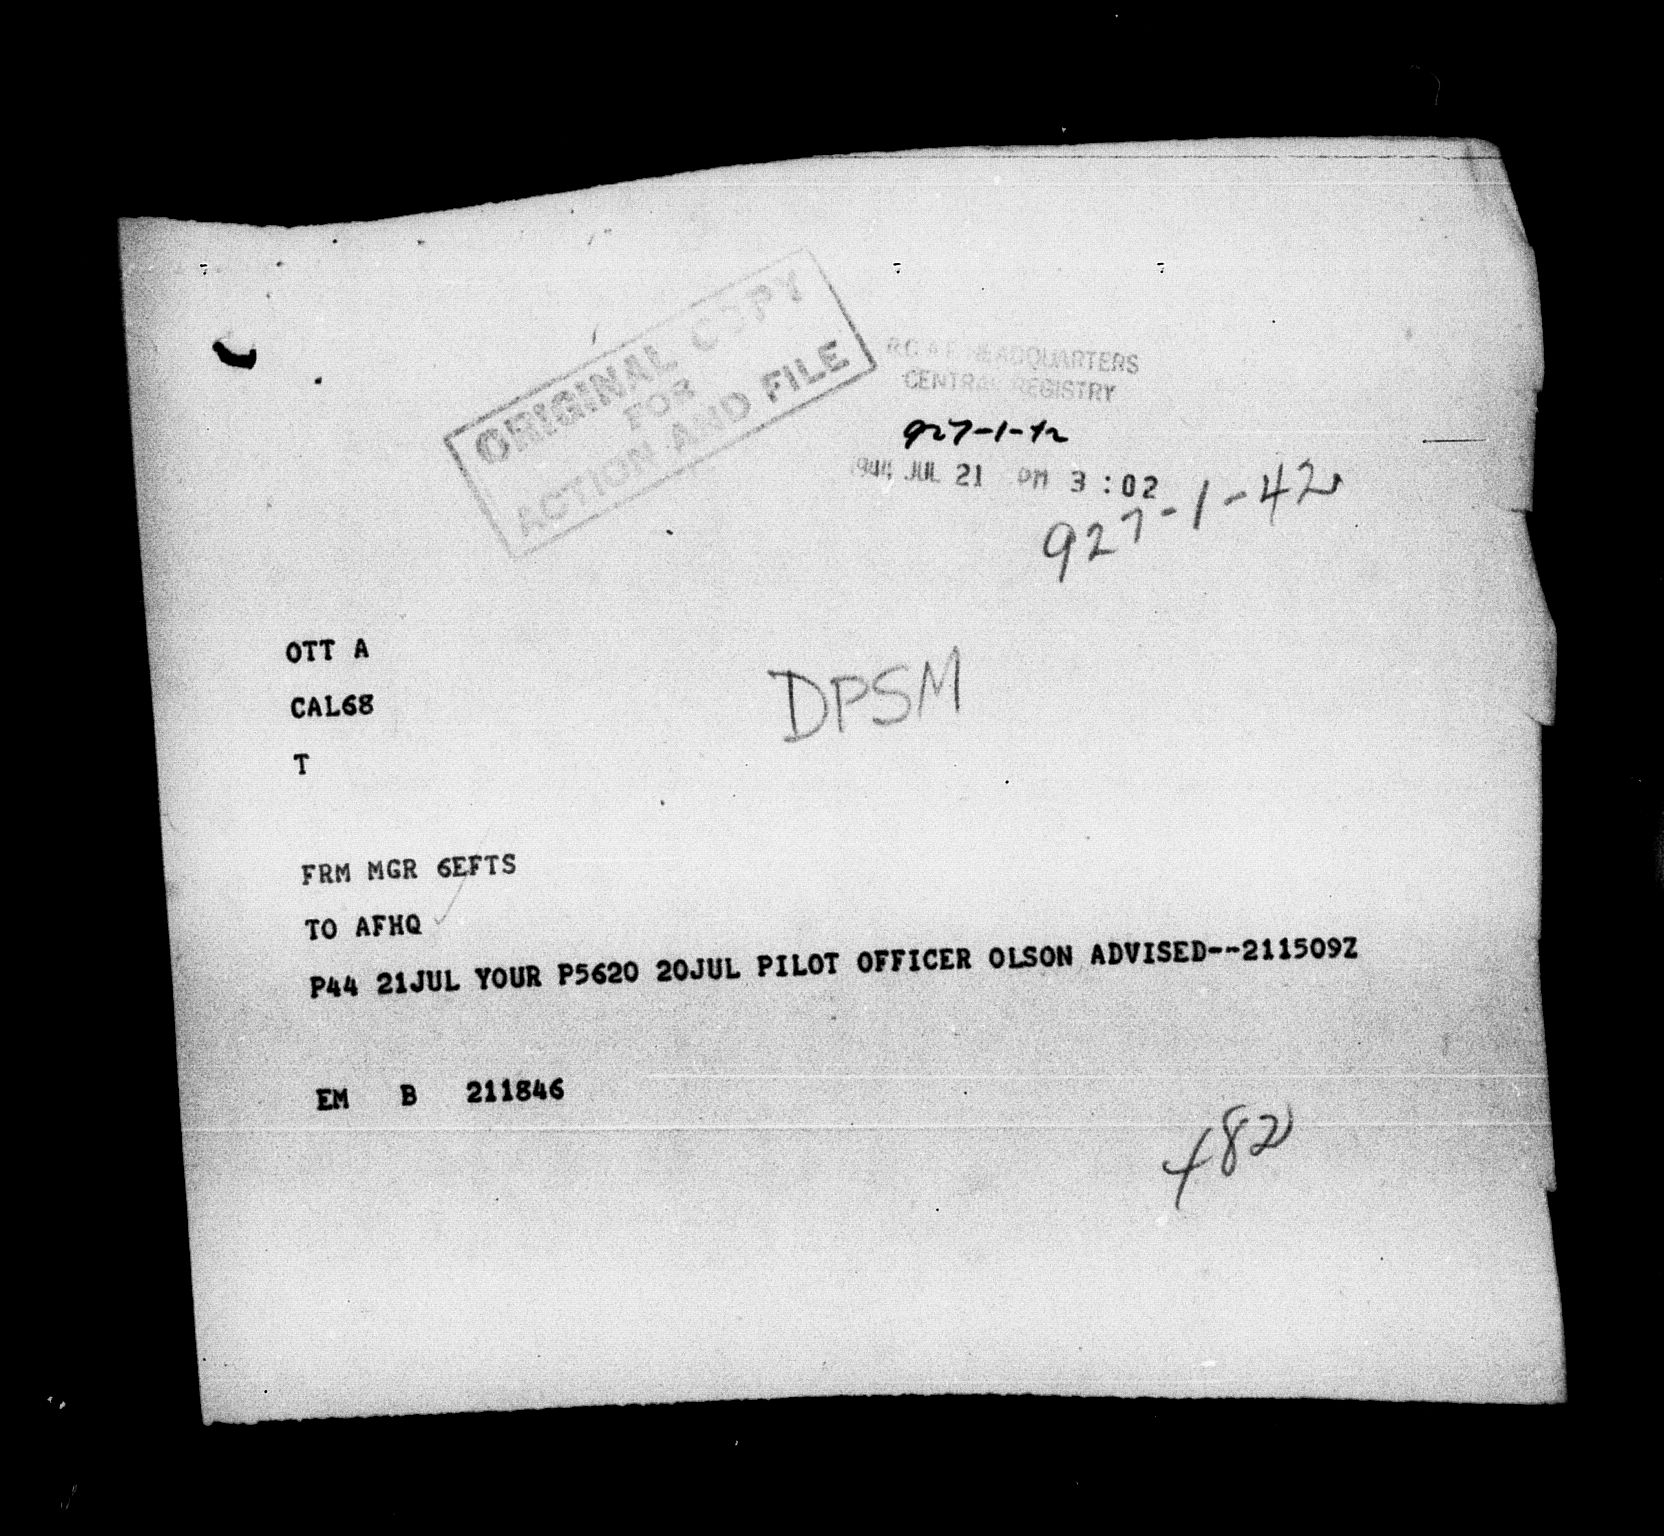 ORIGINAL COPY
FOR
ACTION AND FILE
HEADQUARTERS
CENTRAL REGISTRY
927-1-42
JUL 21 PM 3:02
927-1-42
OTT A
CAL68
DPSM
T
FRM MGR 6EFTS
TO AFHQ
P44 21JUL YOUR P5620 20JUL PILOT OFFICER OLSON ADVISED--211509Z
EM B 211846
482